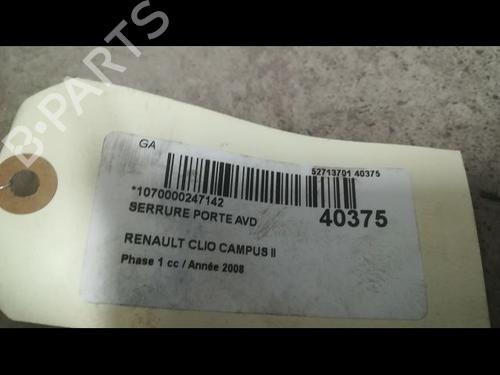 B-PARTS
GA
52713701 40375
*1070000247142
SERRURE PORTE AVD
40375
RENAULT CLIO CAMPUS II
Phase 1 cc / Année 2008